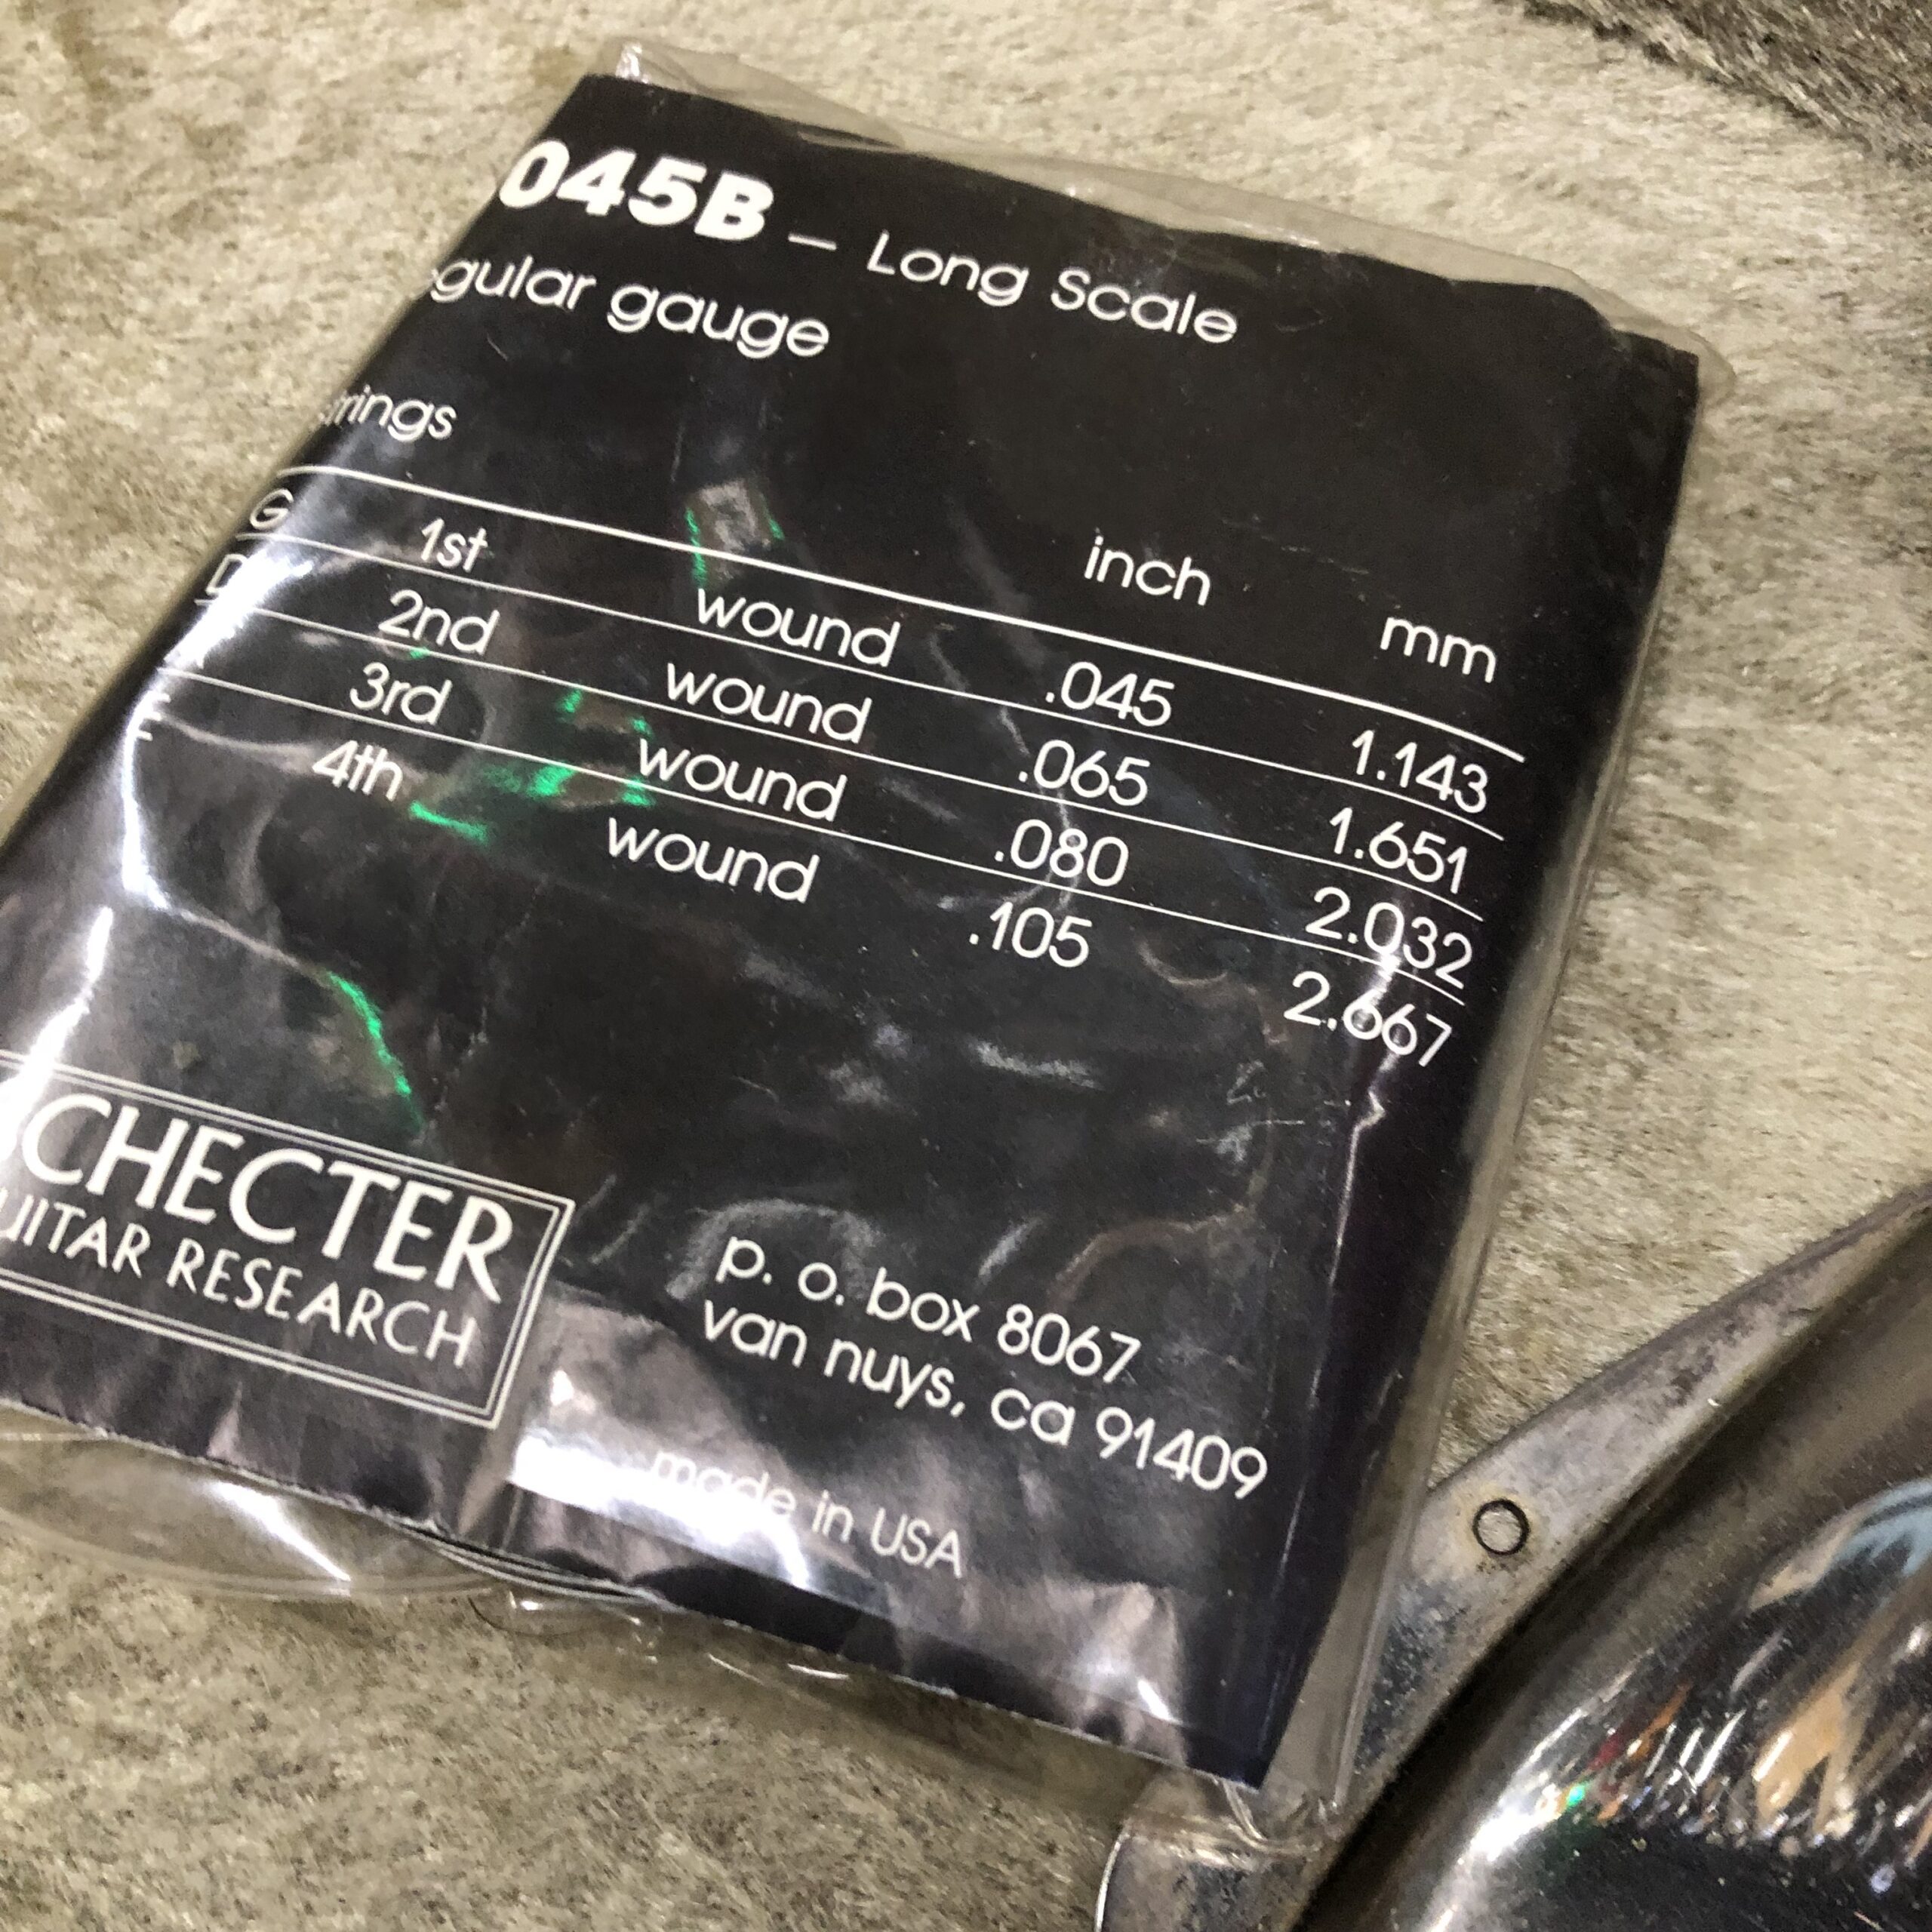 045B – Long Scale
gular gauge
inch mm
G 1st wound .045 1.143
D 2nd wound .065 1.651
3rd wound .080 2.032
E 4th wound .105 2.667
CHECTER
UITAR RESEARCH
p. o. box 8067
van nuys, ca 91409
made in USA